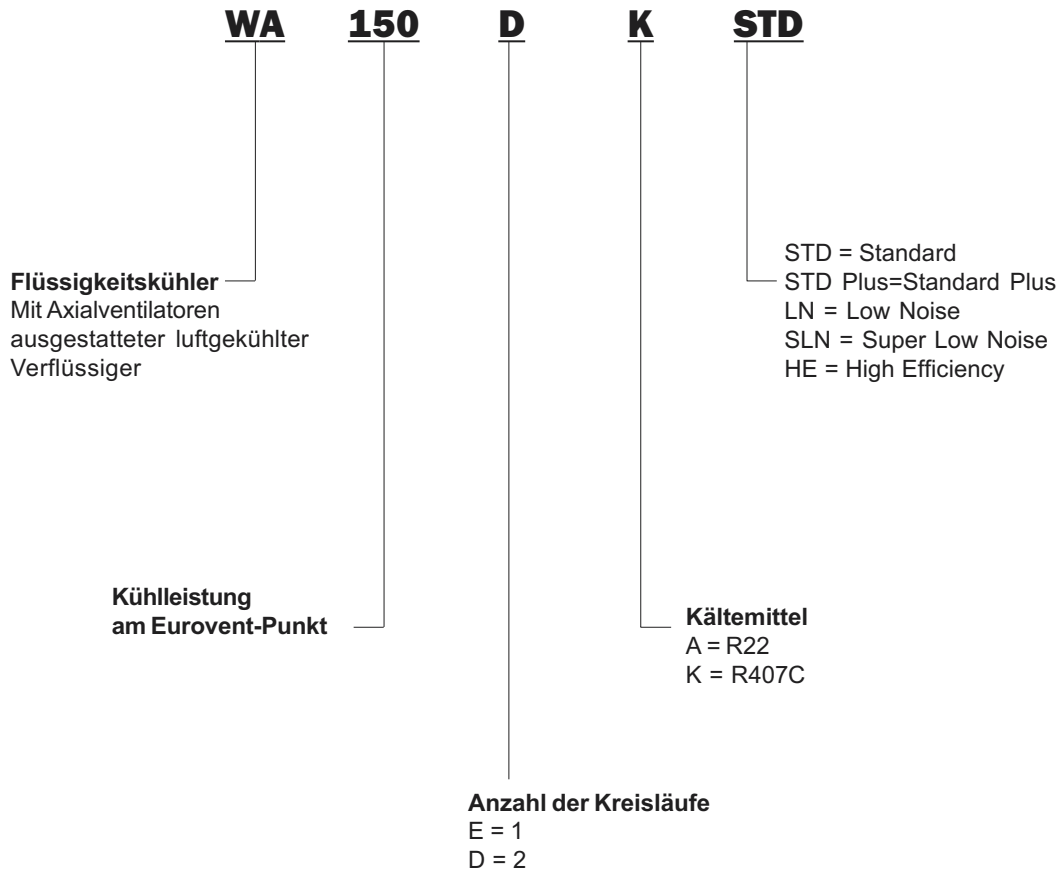 WA 150 D K STD
Flüssigkeitskühler
Mit Axialventilatoren
ausgestatteter luftgekühlter
Verflüssiger
STD = Standard
STD Plus=Standard Plus
LN = Low Noise
SLN = Super Low Noise
HE = High Efficiency
Kühlleistung
am Eurovent-Punkt
Kältemittel
A = R22
K = R407C
Anzahl der Kreisläufe
E = 1
D = 2